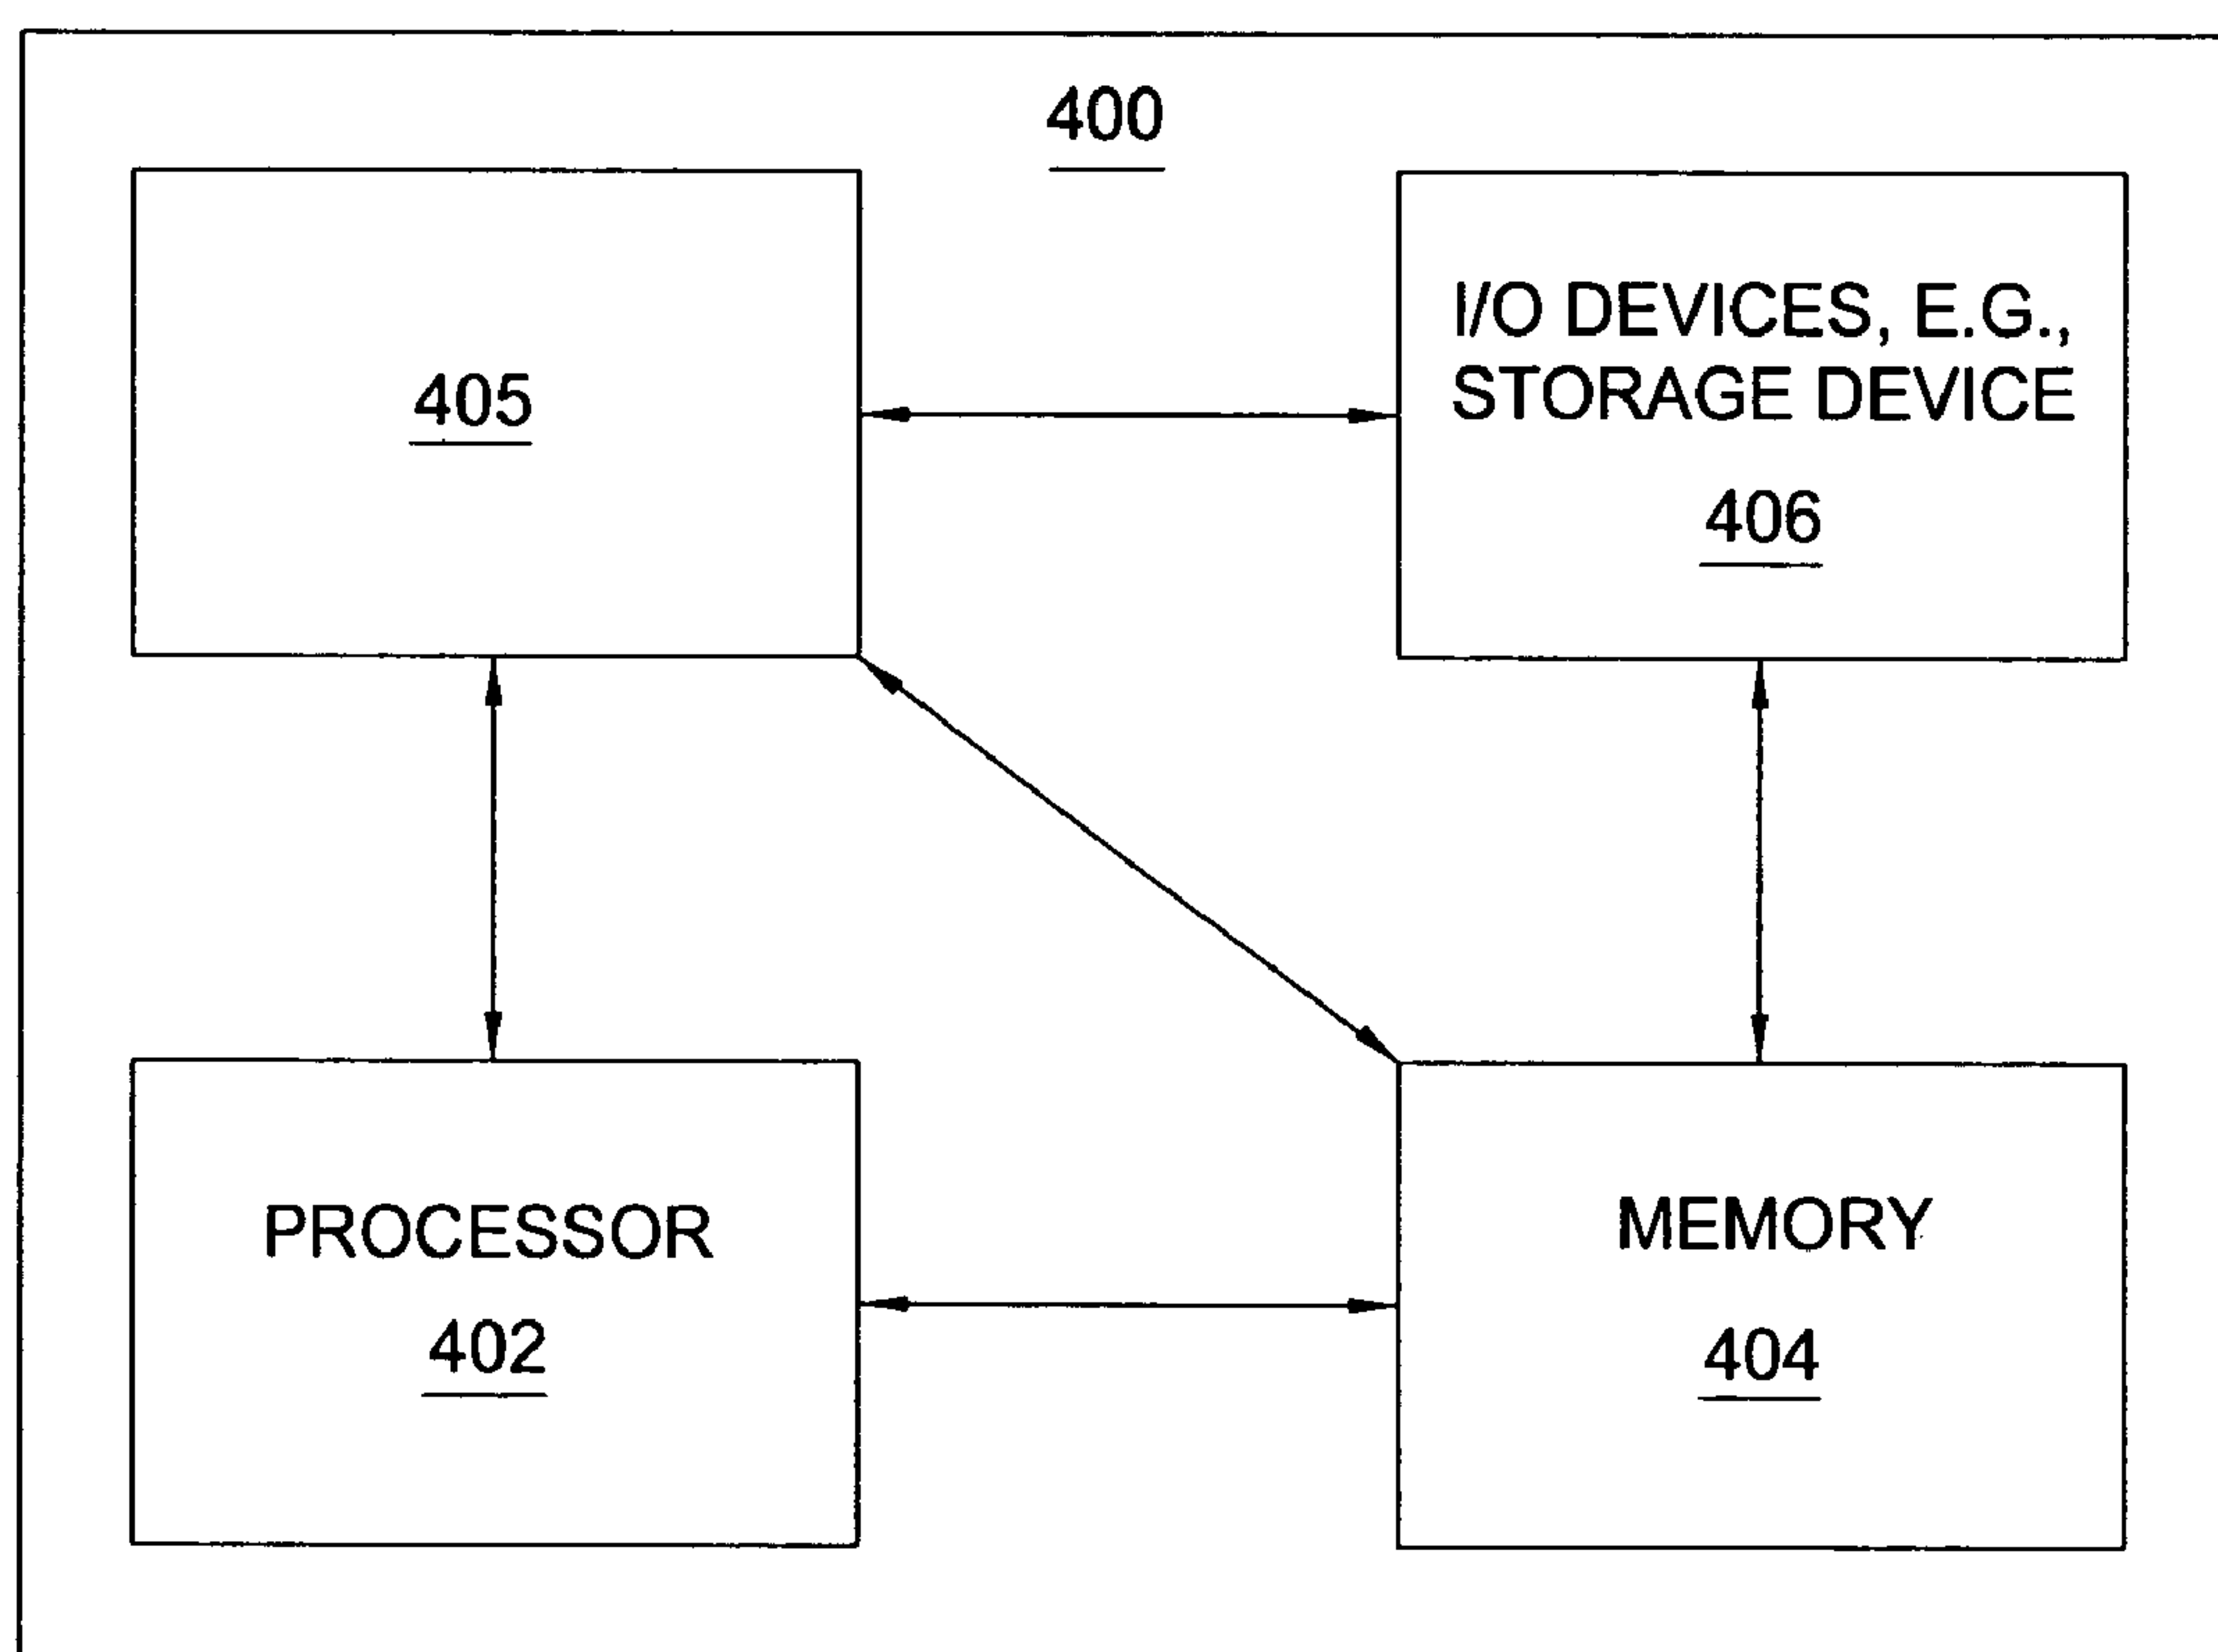 400
405
I/O DEVICES, E.G.,
STORAGE DEVICE
406
PROCESSOR
402
MEMORY
404